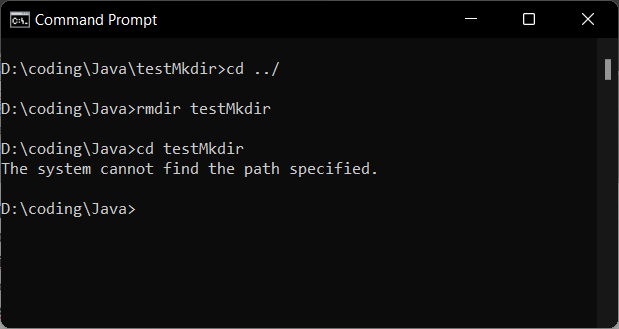 Command Prompt
D:\coding\Java\testMkdir>cd ../
D:\coding\Java>rmdir testMkdir
D:\coding\Java>cd testMkdir
The system cannot find the path specified.
D:\coding\Java>